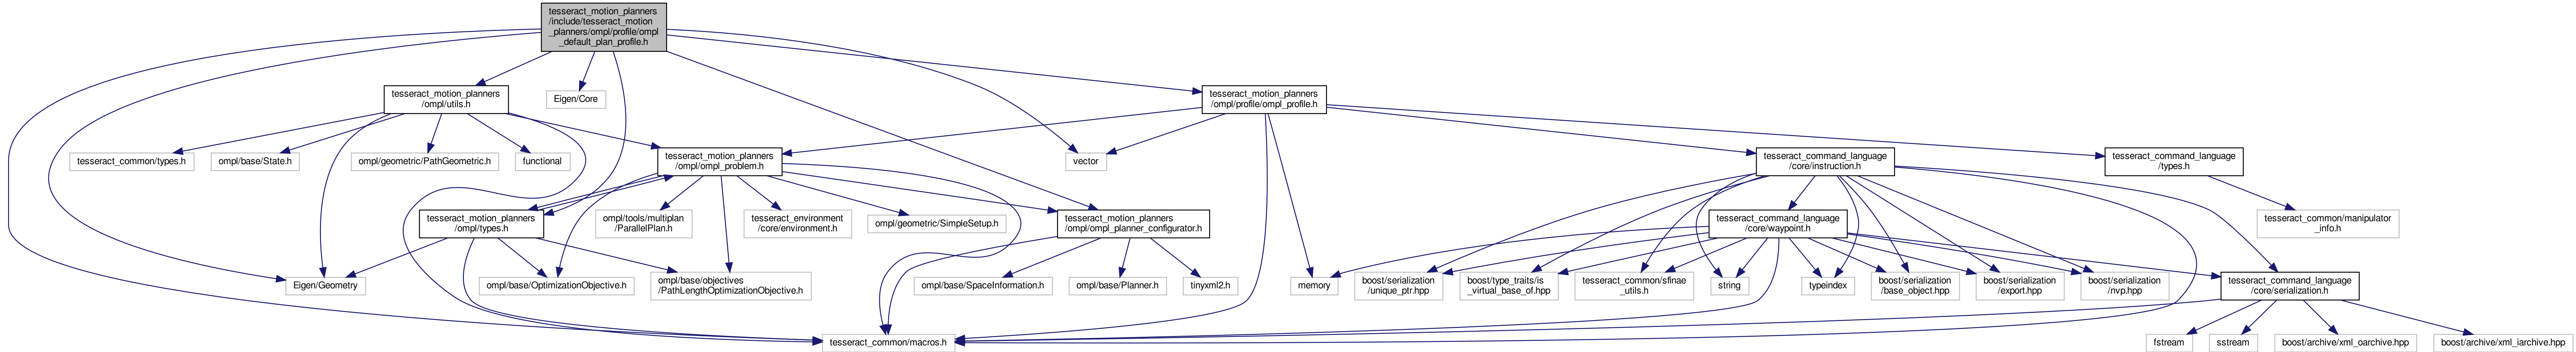 tesseract_motion_planners
/include/tesseract_motion
_planners/ompl/profile/ompl
_default_plan_profile.h
tesseract_motion_planners
/ompl/utils.h
Eigen/Core
tesseract_motion_planners
/ompl/profile/ompl_profile.h
tesseract_common/types.h
ompl/base/State.h
ompl/geometric/PathGeometric.h
functional
tesseract_motion_planners
/ompl/ompl_problem.h
vector
tesseract_command_language
/core/instruction.h
tesseract_command_language
/types.h
tesseract_motion_planners
/ompl/types.h
ompl/tools/multiplan
/ParallelPlan.h
tesseract_environment
/core/environment.h
ompl/geometric/SimpleSetup.h
tesseract_motion_planners
/ompl/ompl_planner_configurator.h
tesseract_command_language
/core/waypoint.h
tesseract_common/manipulator
_info.h
Eigen/Geometry
ompl/base/OptimizationObjective.h
ompl/base/objectives
/PathLengthOptimizationObjective.h
ompl/base/SpaceInformation.h
ompl/base/Planner.h
tinyxml2.h
memory
boost/serialization
/unique_ptr.hpp
boost/type_traits/is
_virtual_base_of.hpp
tesseract_common/sfinae
_utils.h
string
typeindex
boost/serialization
/base_object.hpp
boost/serialization
/export.hpp
boost/serialization
/nvp.hpp
tesseract_command_language
/core/serialization.h
tesseract_common/macros.h
fstream
sstream
boost/archive/xml_oarchive.hpp
boost/archive/xml_iarchive.hpp